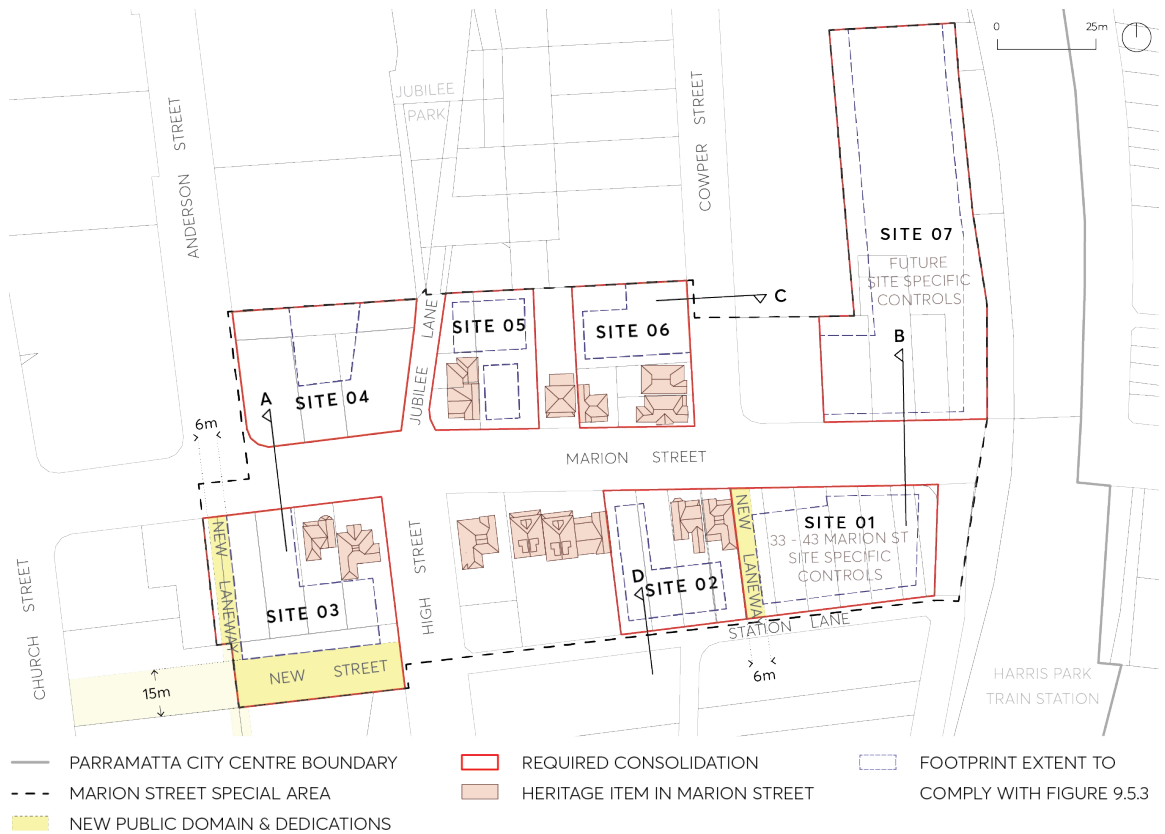 0
25m
JUBILEE
PARK
ANDERSON STREET
COWPER STREET
SITE 07
FUTURE
SITE SPECIFIC
CONTROLS
C
SITE 05
SITE 06
JUBILEE LANE
B
A
SITE 04
6m
MARION STREET
NEW LANEWAY
NEW LANEWA
SITE 01
33 - 43 MARION ST
SITE SPECIFIC
CONTROLS
D
SITE 02
SITE 03
HIGH STREET
CHURCH STREET
STATION LANE
NEW STREET
15m
6m
HARRIS PARK
TRAIN STATION
PARRAMATTA CITY CENTRE BOUNDARY
REQUIRED CONSOLIDATION
FOOTPRINT EXTENT TO
MARION STREET SPECIAL AREA
HERITAGE ITEM IN MARION STREET
COMPLY WITH FIGURE 9.5.3
NEW PUBLIC DOMAIN & DEDICATIONS